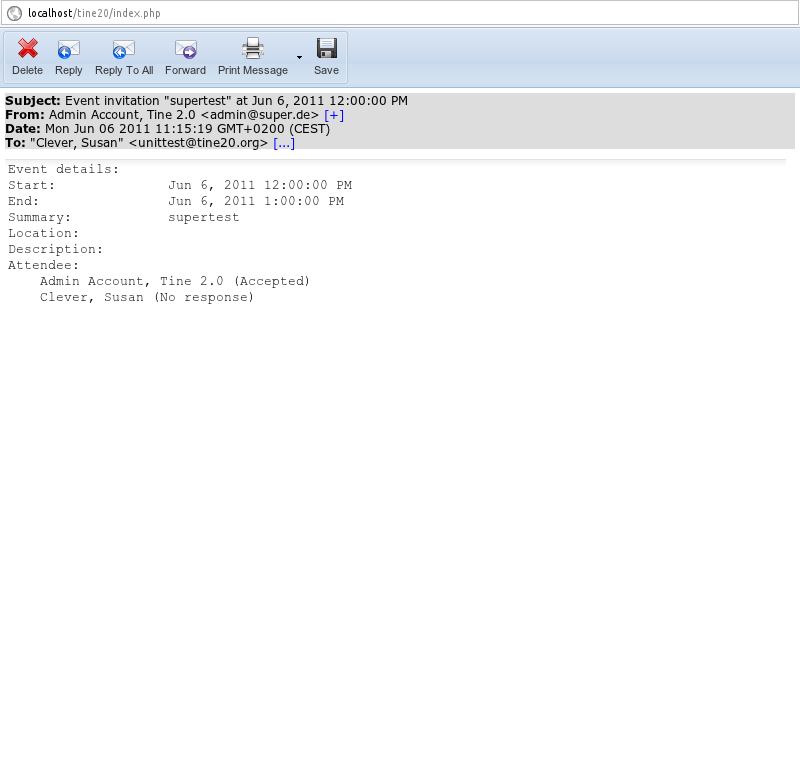 localhost/tine20/index.php
Delete Reply Reply To All Forward Print Message Save
Subject: Event invitation "supertest" at Jun 6, 2011 12:00:00 PM
From: Admin Account, Tine 2.0 <admin@super.de> [+]
Date: Mon Jun 06 2011 11:15:19 GMT+0200 (CEST)
To: "Clever, Susan" <unittest@tine20.org> [...]
Event details:
Start: Jun 6, 2011 12:00:00 PM
End: Jun 6, 2011 1:00:00 PM
Summary: supertest
Location:
Description:
Attendee:
Admin Account, Tine 2.0 (Accepted)
Clever, Susan (No response)